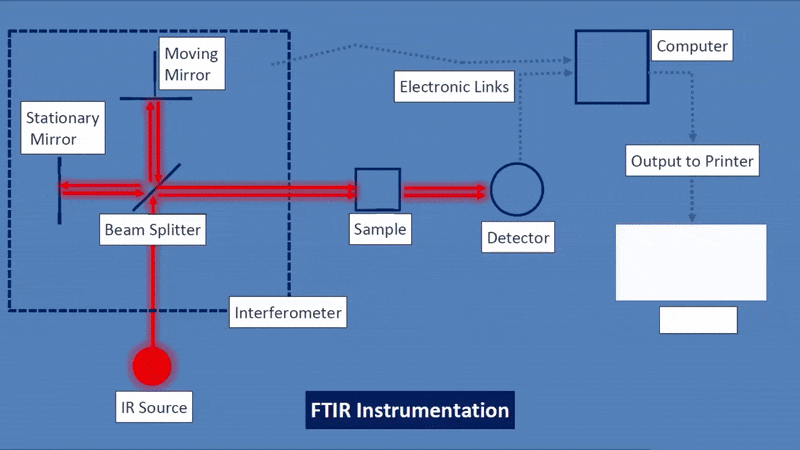 Moving
Mirror
Computer
Electronic Links
Stationary
Mirror
Output to Printer
Beam Splitter
Sample
Detector
Interferometer
IR Source
FTIR Instrumentation